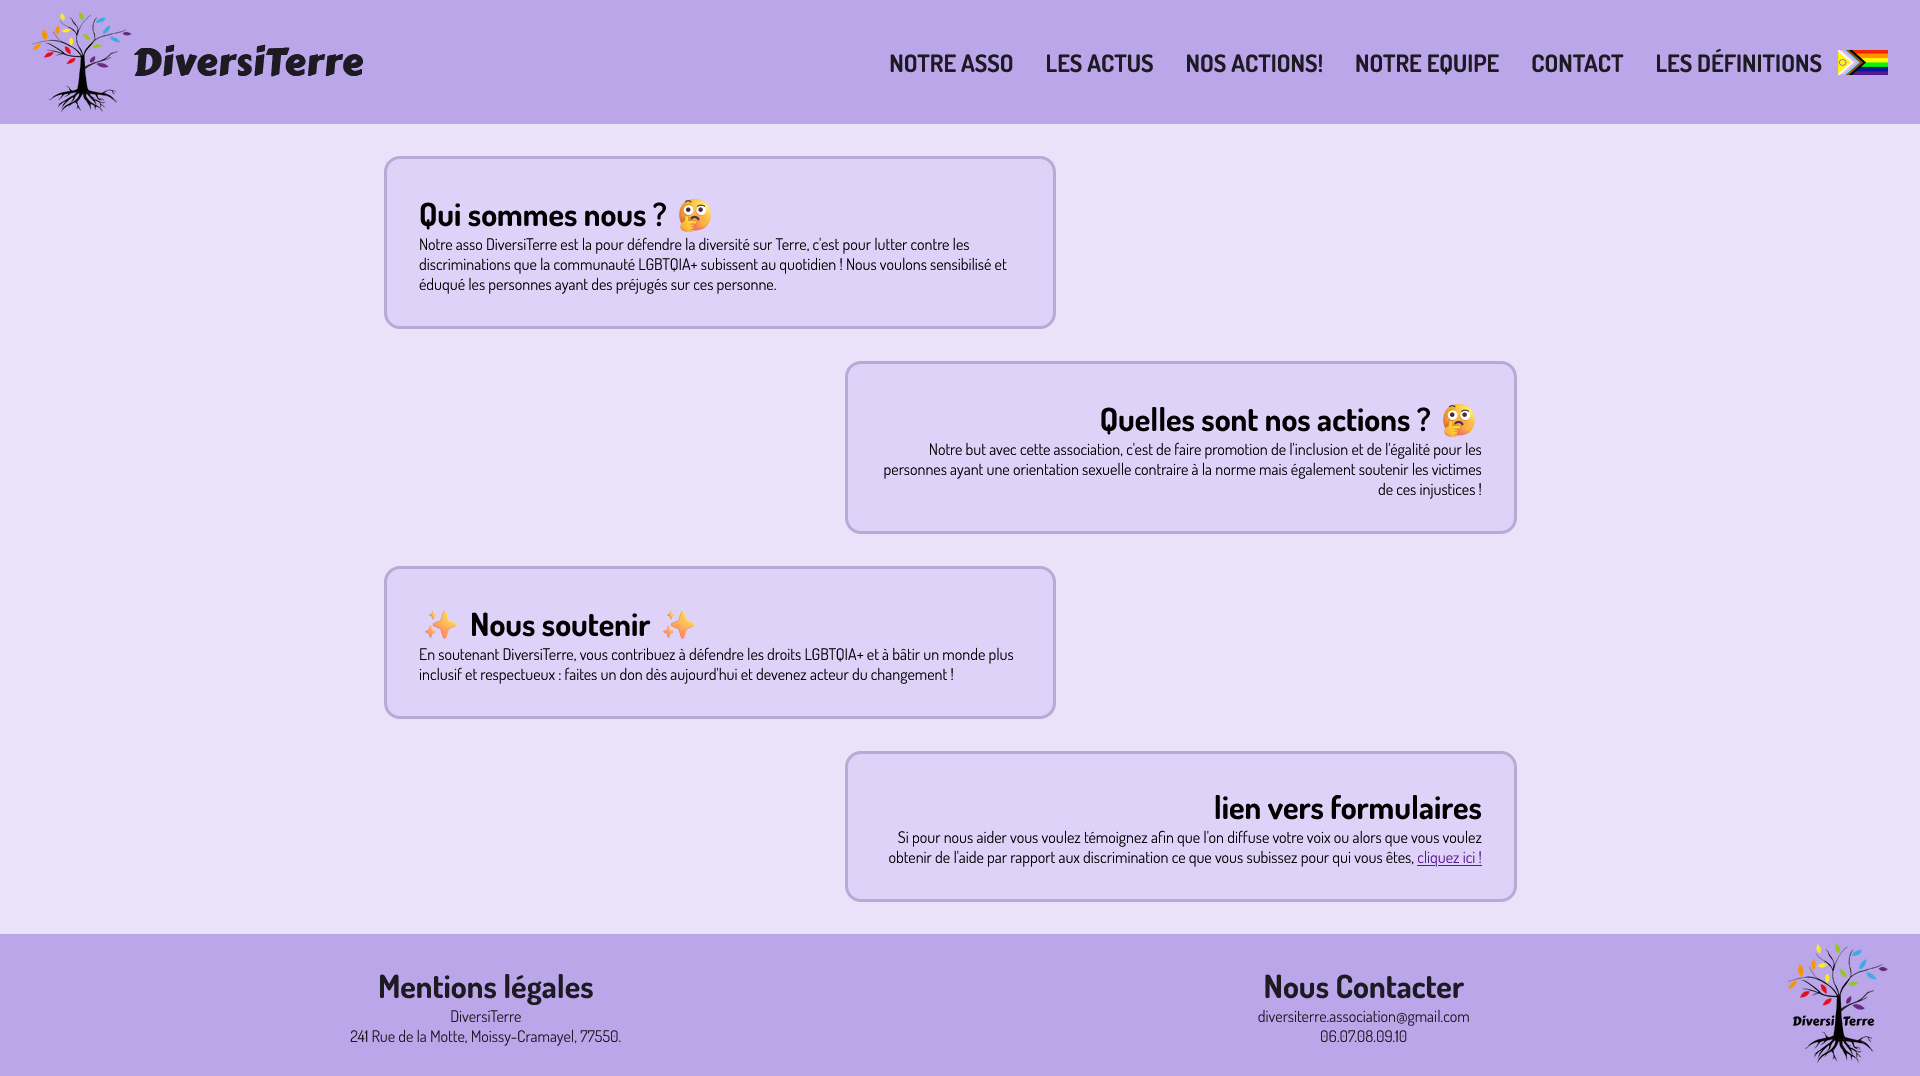 DiversiTerre
NOTRE ASSO LES ACTUS NOS ACTIONS! NOTRE EQUIPE CONTACT LES DÉFINITIONS
Qui sommes nous ? 🤔
Notre asso DiversiTerre est la pour défendre la diversité sur Terre, c'est pour lutter contre les
discriminations que la communauté LGBTQIA+ subissent au quotidien ! Nous voulons sensibilisé et
éduqué les personnes ayant des préjugés sur ces personne.
Quelles sont nos actions ? 🤔
Notre but avec cette association, c'est de faire promotion de l'inclusion et de l'égalité pour les
personnes ayant une orientation sexuelle contraire à la norme mais également soutenir les victimes
de ces injustices !
✨ Nous soutenir ✨
En soutenant DiversiTerre, vous contribuez à défendre les droits LGBTQIA+ et à bâtir un monde plus
inclusif et respectueux : faites un don dès aujourd'hui et devenez acteur du changement !
lien vers formulaires
Si pour nous aider vous voulez témoignez afin que l'on diffuse votre voix ou alors que vous voulez
obtenir de l'aide par rapport aux discrimination ce que vous subissez pour qui vous êtes, cliquez ici !
Mentions légales
DiversiTerre
241 Rue de la Motte, Moissy-Cramayel, 77550.
Nous Contacter
diversiterre.association@gmail.com
06.07.08.09.10
DiversiTerre